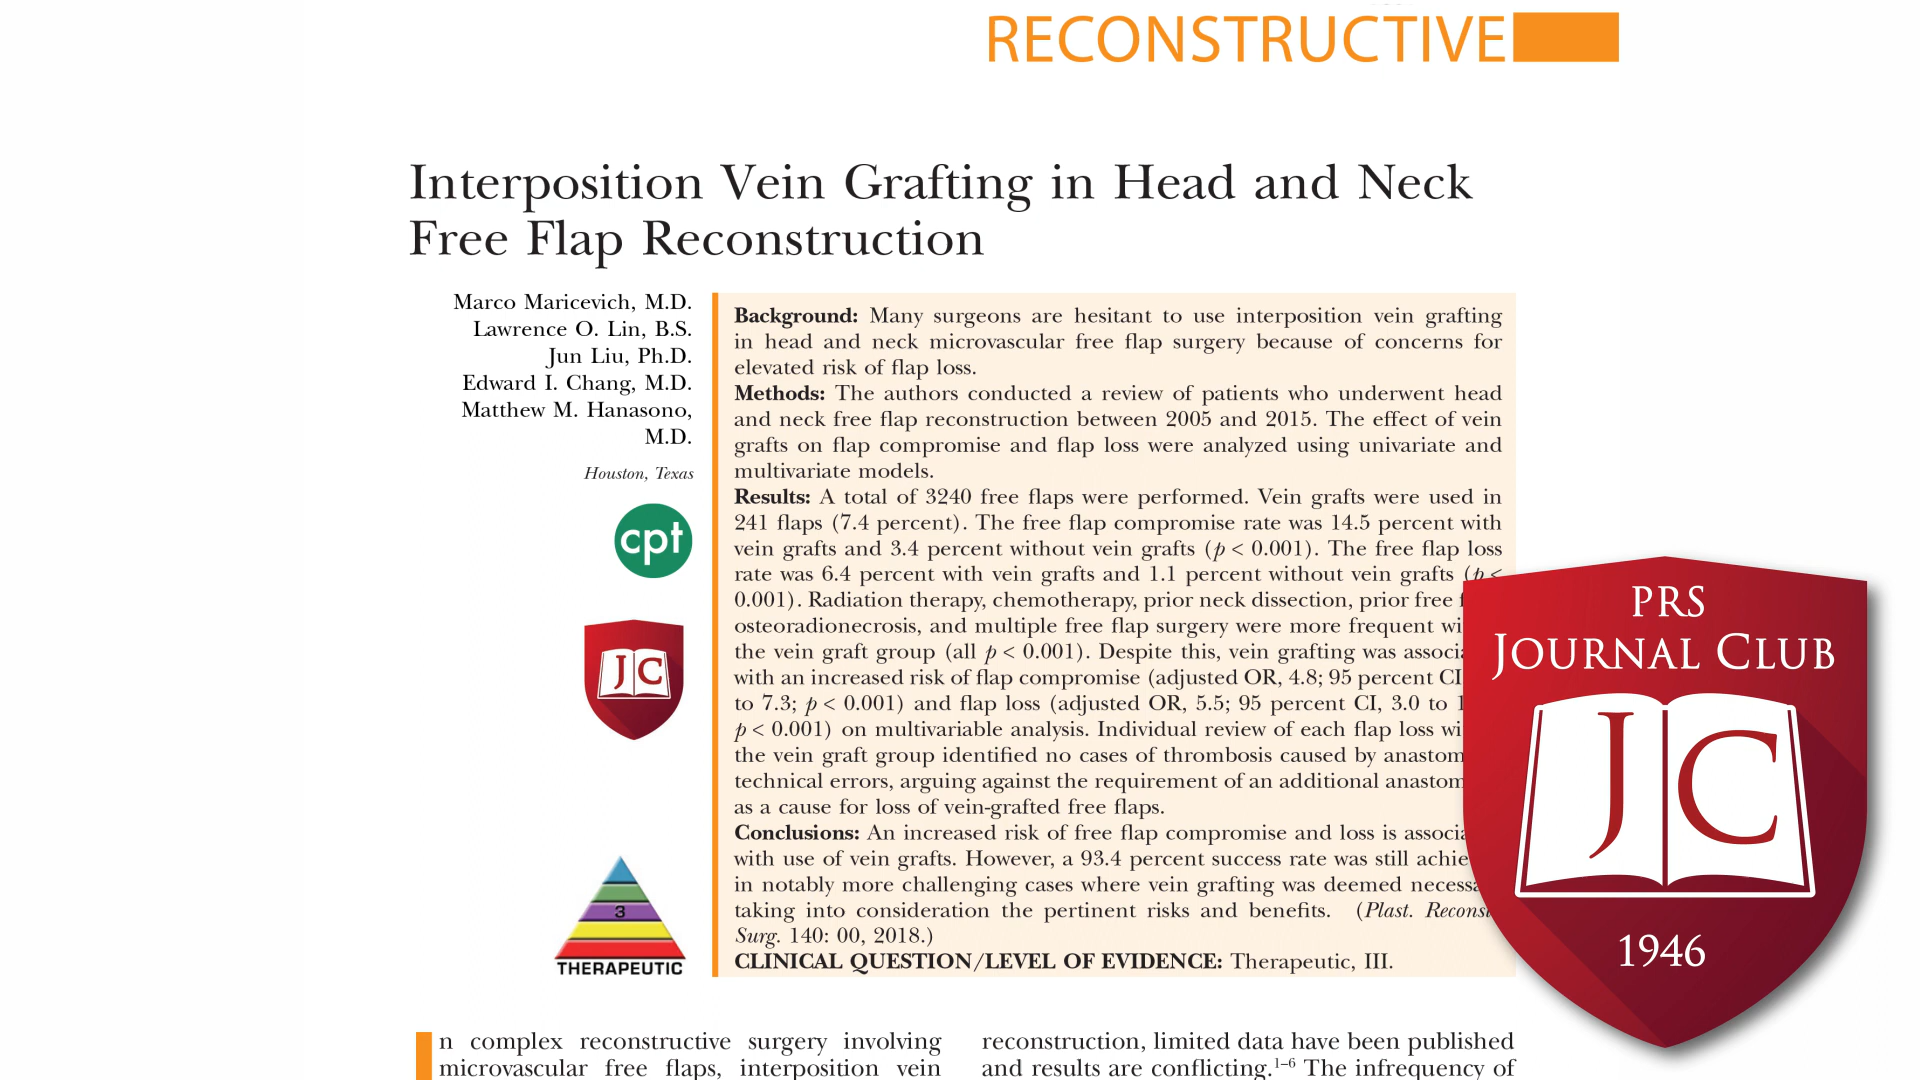 RECONSTRUCTIVE
Interposition Vein Grafting in Head and Neck
Free Flap Reconstruction
Marco Maricevich, M.D.
Lawrence O. Lin, B.S.
Jun Liu, Ph.D.
Edward I. Chang, M.D.
Matthew M. Hanasono,
M.D.
Houston, Texas
cpt
JC
3
THERAPEUTIC
Background: Many surgeons are hesitant to use interposition vein grafting
in head and neck microvascular free flap surgery because of concerns for
elevated risk of flap loss.
Methods: The authors conducted a review of patients who underwent head
and neck free flap reconstruction between 2005 and 2015. The effect of vein
grafts on flap compromise and flap loss were analyzed using univariate and
multivariate models.
Results: A total of 3240 free flaps were performed. Vein grafts were used in
241 flaps (7.4 percent). The free flap compromise rate was 14.5 percent with
vein grafts and 3.4 percent without vein grafts (p < 0.001). The free flap loss
rate was 6.4 percent with vein grafts and 1.1 percent without vein grafts (p <
0.001). Radiation therapy, chemotherapy, prior neck dissection, prior free
osteoradionecrosis, and multiple free flap surgery were more frequent
the vein graft group (all p < 0.001). Despite this, vein grafting was
with an increased risk of flap compromise (adjusted OR, 4.8; 95 percent CI
to 7.3; p < 0.001) and flap loss (adjusted OR, 5.5; 95 percent CI, 3.0 to
p < 0.001) on multivariable analysis. Individual review of each flap loss
the vein graft group identified no cases of thrombosis caused by
technical errors, arguing against the requirement of an additional
as a cause for loss of vein-grafted free flaps.
Conclusions: An increased risk of free flap compromise and loss is
with use of vein grafts. However, a 93.4 percent success rate was still
in notably more challenging cases where vein grafting was deemed
taking into consideration the pertinent risks and benefits. (Plast.
Surg. 140: 00, 2018.)
CLINICAL QUESTION/LEVEL OF EVIDENCE: Therapeutic, III.
PRS
JOURNAL CLUB
JC
1946
In complex reconstructive surgery involving
microvascular free flaps, interposition vein
reconstruction, limited data have been published
and results are conflicting.1–6 The infrequency of